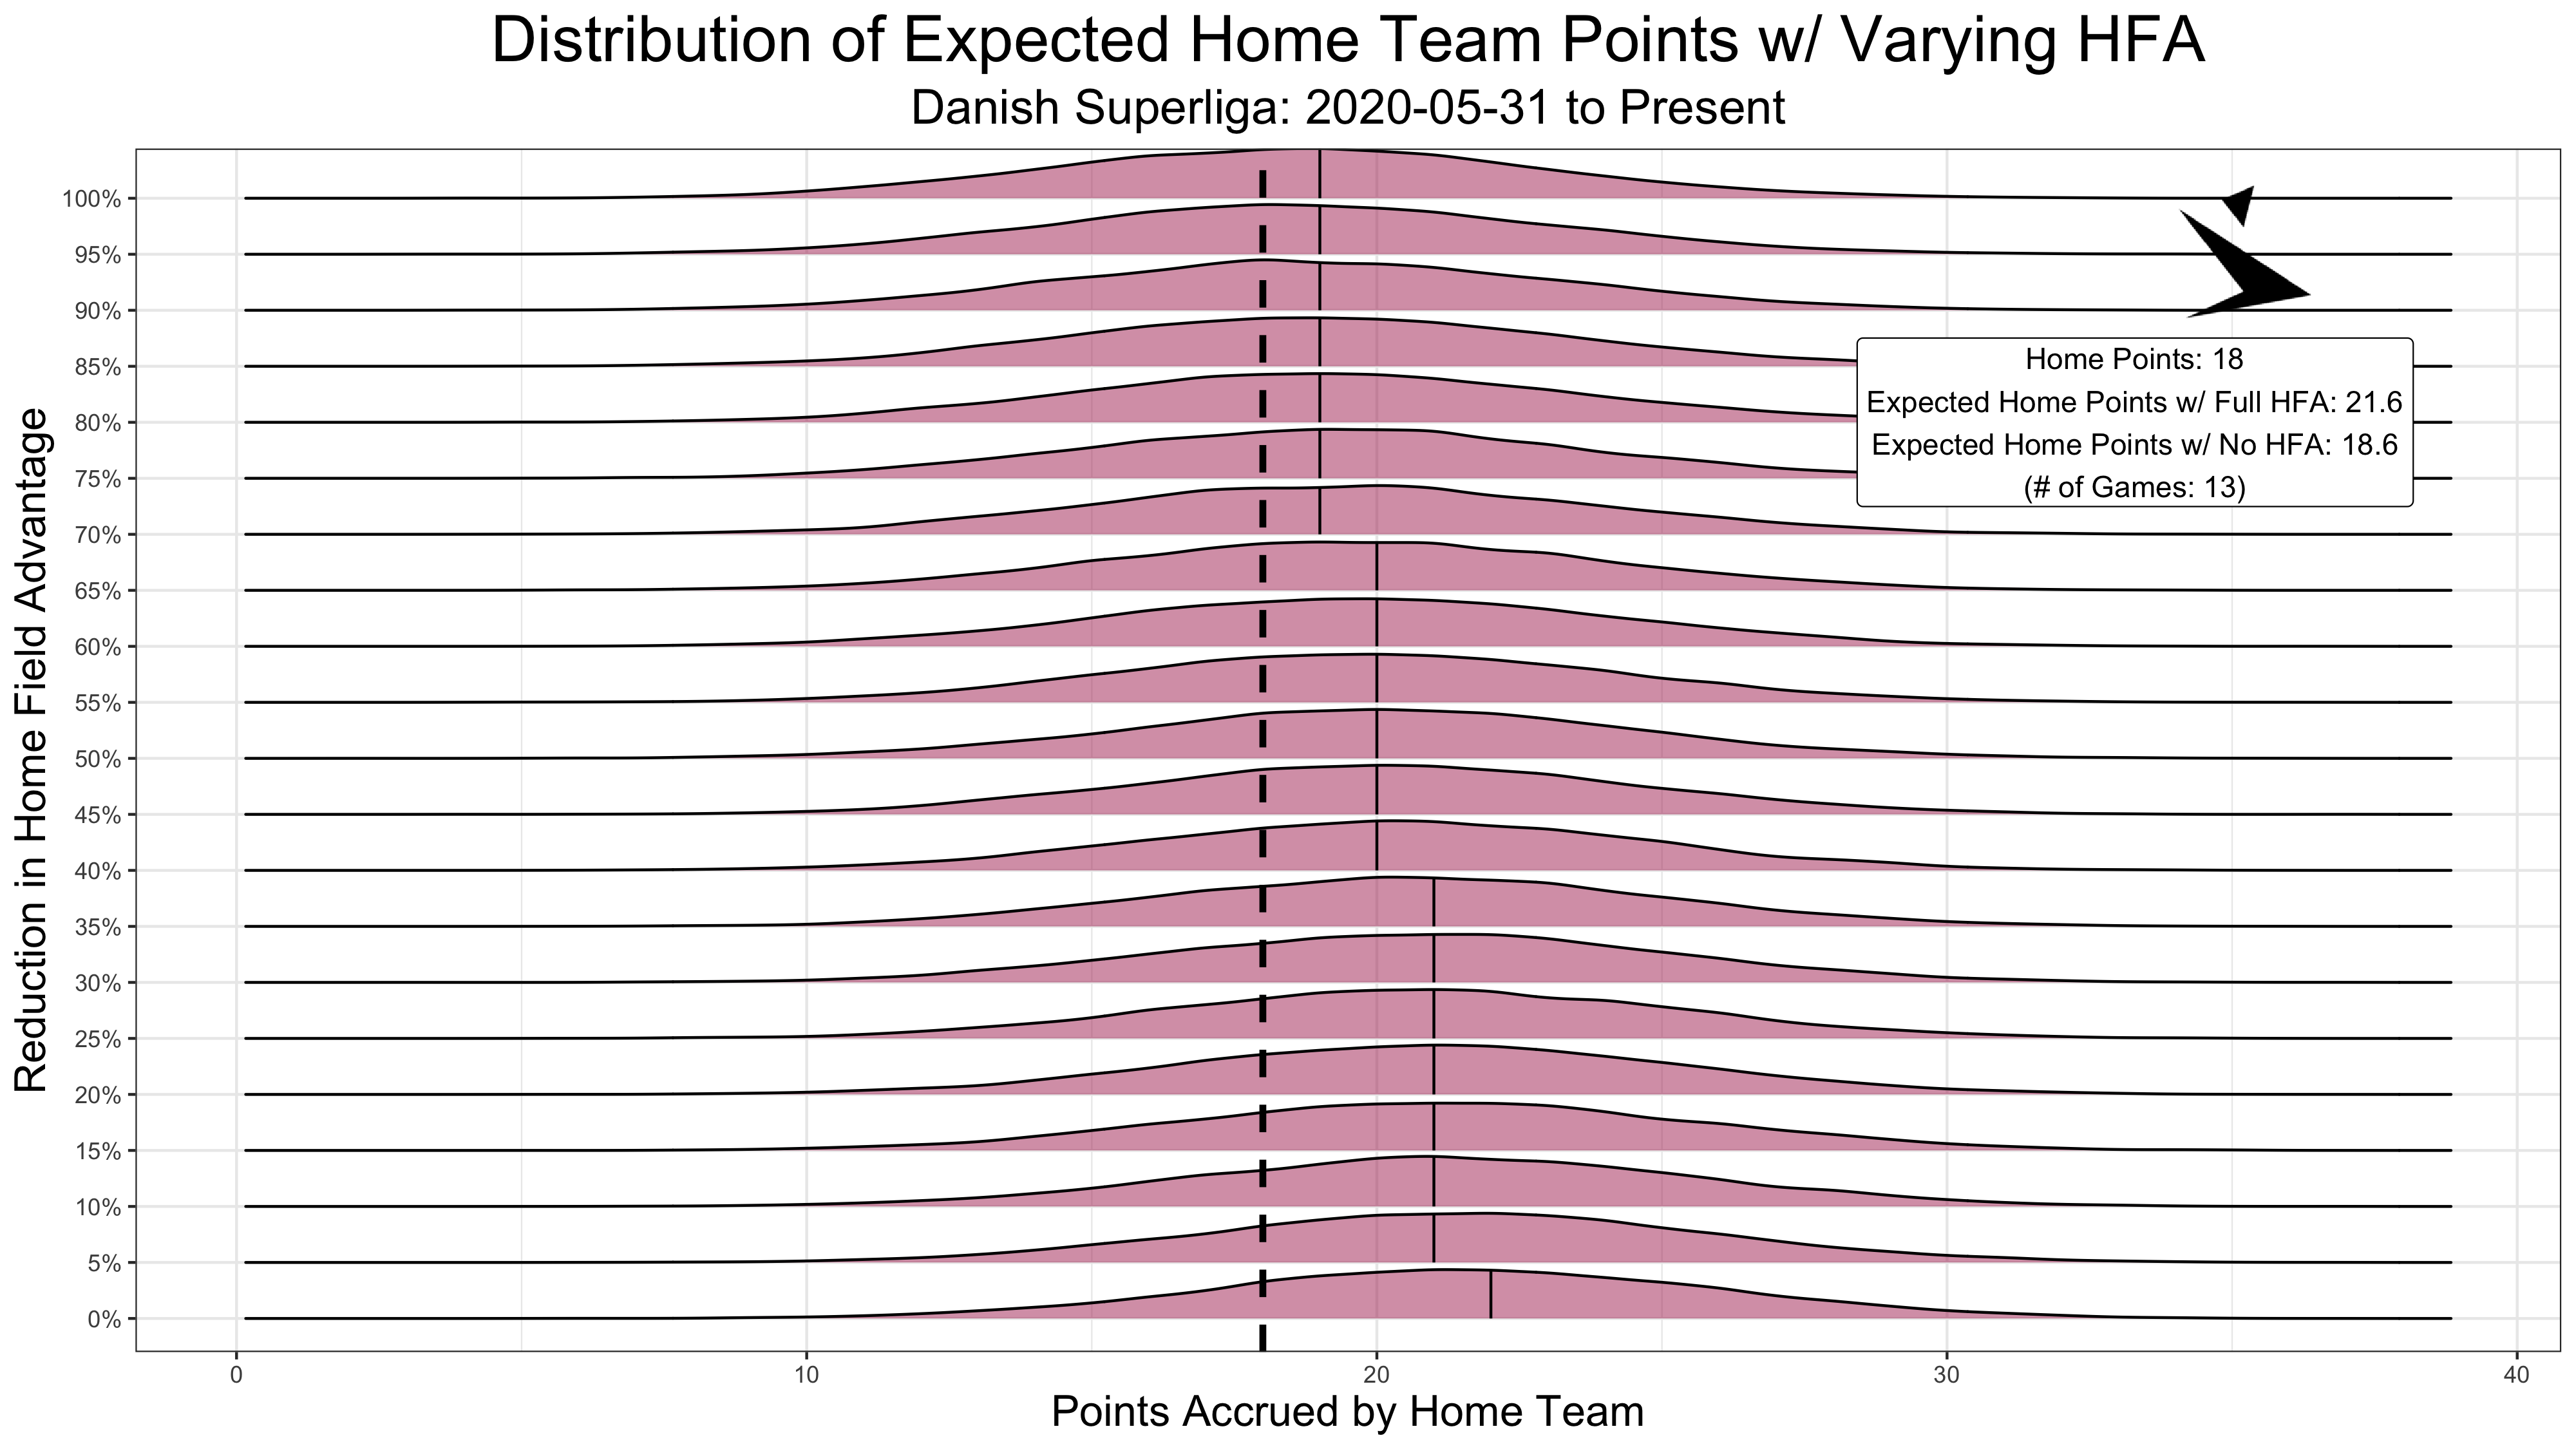 Distribution of Expected Home Team Points w/ Varying HFA
Danish Superliga: 2020-05-31 to Present
Reduction in Home Field Advantage
100%
95%
90%
85%
80%
75%
70%
65%
60%
55%
50%
45%
40%
35%
30%
25%
20%
15%
10%
5%
0%
Home Points: 18
Expected Home Points w/ Full HFA: 21.6
Expected Home Points w/ No HFA: 18.6
(# of Games: 13)
0 10 20 30 40
Points Accrued by Home Team